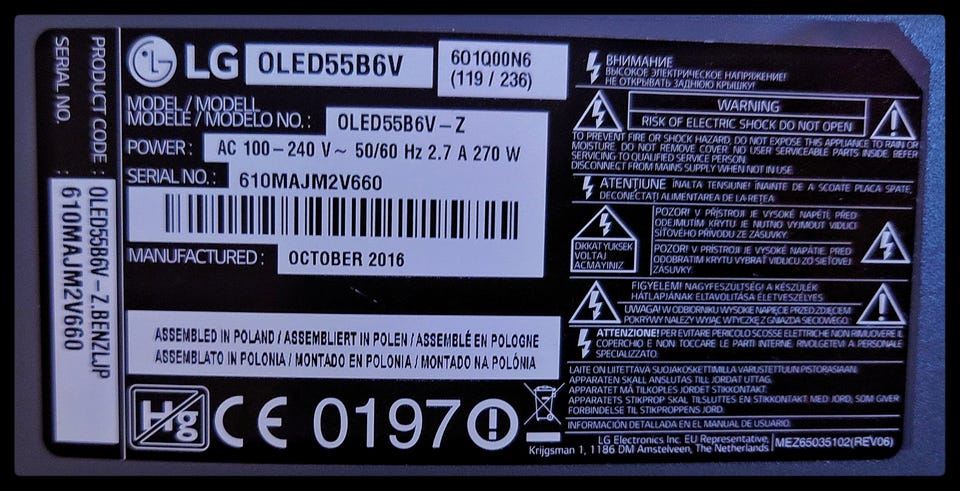 PRODUCT CODE : OLED55B6V-Z.BENZLJP
SERIAL NO. : 610MAJM2V660
LG OLED55B6V
601Q00N6
(119 / 236)
MODEL / MODELL
MODÈLE / MODELO NO. : OLED55B6V-Z
POWER : AC 100-240 V~ 50/60 Hz 2.7 A 270 W
SERIAL NO. : 610MAJM2V660
MANUFACTURED : OCTOBER 2016
ASSEMBLED IN POLAND / ASSEMBLIERT IN POLEN / ASSEMBLÉ EN POLOGNE
ASSEMBLATO IN POLONIA / MONTADO EN POLONIA / MONTADO NA POLÓNIA
Hg CE 0197
ВНИМАНИЕ
ВЫСОКОЕ ЭЛЕКТРИЧЕСКОЕ НАПРЯЖЕНИЕ!
НЕ ОТКРЫВАТЬ ЗАДНЮЮ КРЫШКУ!
WARNING
RISK OF ELECTRIC SHOCK DO NOT OPEN
TO PREVENT FIRE OR SHOCK HAZARD, DO NOT EXPOSE THIS APPLIANCE TO RAIN OR
MOISTURE. DO NOT REMOVE COVER. NO USER SERVICEABLE PARTS INSIDE. REFER
SERVICING TO QUALIFIED SERVICE PERSON.
DISCONNECT FROM MAINS SUPPLY WHEN NOT IN USE.
ATENŢIUNE ÎNALTA TENSIUNE! ÎNAINTE DE A SCOATE PLACA SPATE,
DECONECTATI ALIMENTAREA DE LA REŢEA
DIKKAT YUKSEK
VOLTAJ
ACMAYINIZ
POZOR! V PŘÍSTROJI JE VYSOKÉ NAPĚTÍ, PŘED
ODEJMUTÍM KRYTU JE NUTNO VYJMOUT VIDLICI
SÍŤOVÉHO PŘÍVODU ZE ZÁSUVKY.
POZOR! V PRÍSTROJI JE VYSOKÉ NAPÄTIE PRED
ODOBRATIM KRYTU VYBRAŤ VIDLICU ZO SIEŤOVEJ
ZÁSUVKY.
FIGYELEM! NAGYFESZÜLTSÉG! A KÉSZÜLÉK
HÁTLAPJÁNAK ELTÁVOLÍTÁSA ÉLETVESZÉLYES
UWAGA! W ODBIORNIKU WYSOKIE NAPIĘCIE PRZED ZDJĘCIEM
POKRYWY NALEŻY WYJĄĆ WTYCZKĘ Z GNIAZDA SIECIOWEGO!
ATTENZIONE! PER EVITARE PERICOLO SCOSSE ELETTRICHE NON RIMUOVERE IL
COPERCHIO E NON TOCCARE LE PARTI INTERNE. RIVOLGETEVI A PERSONALE
SPECIALIZZATO.
LAITE ON LIITETTÄVÄ SUOJAKOSKETTIMILLA VARUSTETTUUN PISTORASIAAN.
APPARATEN SKALL ANSLUTAS TILL JORDAT UTTAG.
APPARATET MÅ TILKOPLES JORDET STIKKONTAKT.
APPARATETS STIKPROP SKAL TILSLUTTES EN STIKKONTAKT MED JORD, SOM GIVER
FORBINDELSE TIL STIKPROPPENS JORD.
INFORMACIÓN DETALLADA EN EL MANUAL DE USUARIO.
LG Electronics Inc. EU Representative,
Krijgsman 1, 1186 DM Amstelveen, The Netherlands
MEZ65035102(REV06)